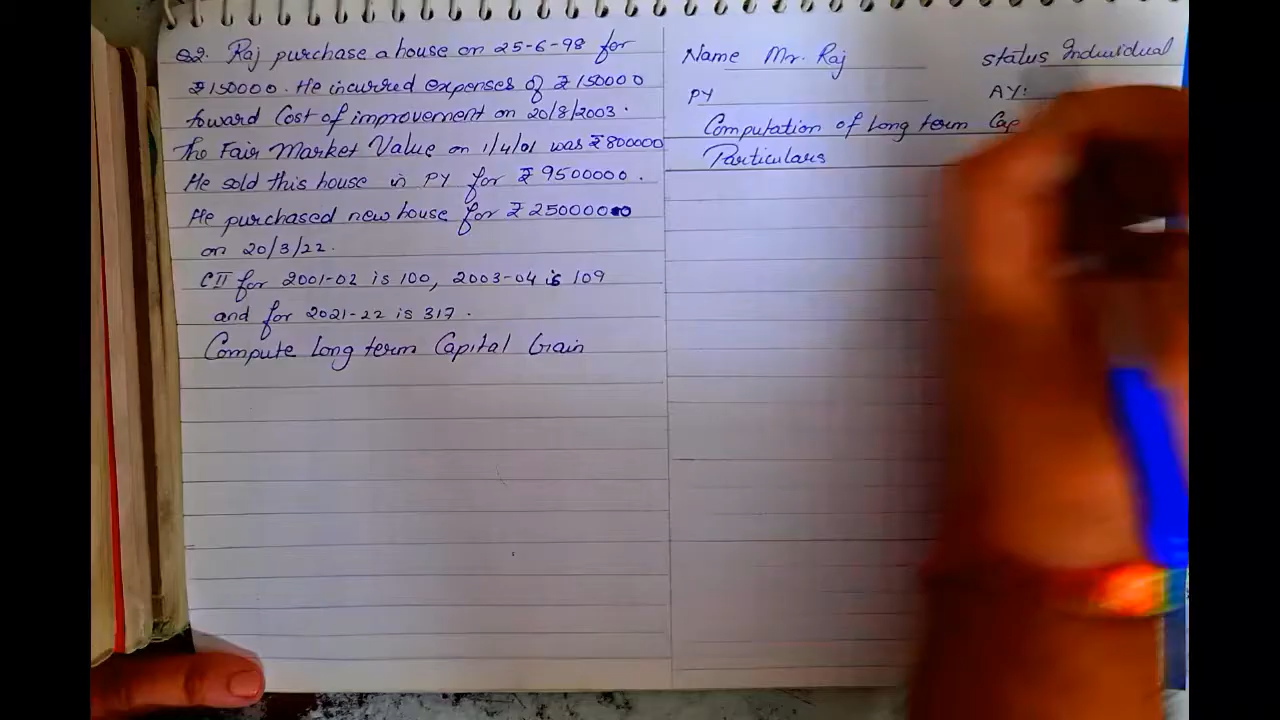 Q2. Raj purchase a house on 25-6-98 for
₹150000. He incurred expenses of ₹150000
toward Cost of improvement on 20/8/2003.
The Fair Market Value on 1/4/01 was ₹800000
He sold this house in PY for ₹9500000.
He purchased new house for ₹2500000
on 20/3/22.
CII for 2001-02 is 100, 2003-04 is 109
and for 2021-22 is 317.
Compute Long term Capital Gain
Name Mr. Raj status Individual
PY AY:
Computation of Long term Cap
Particulars